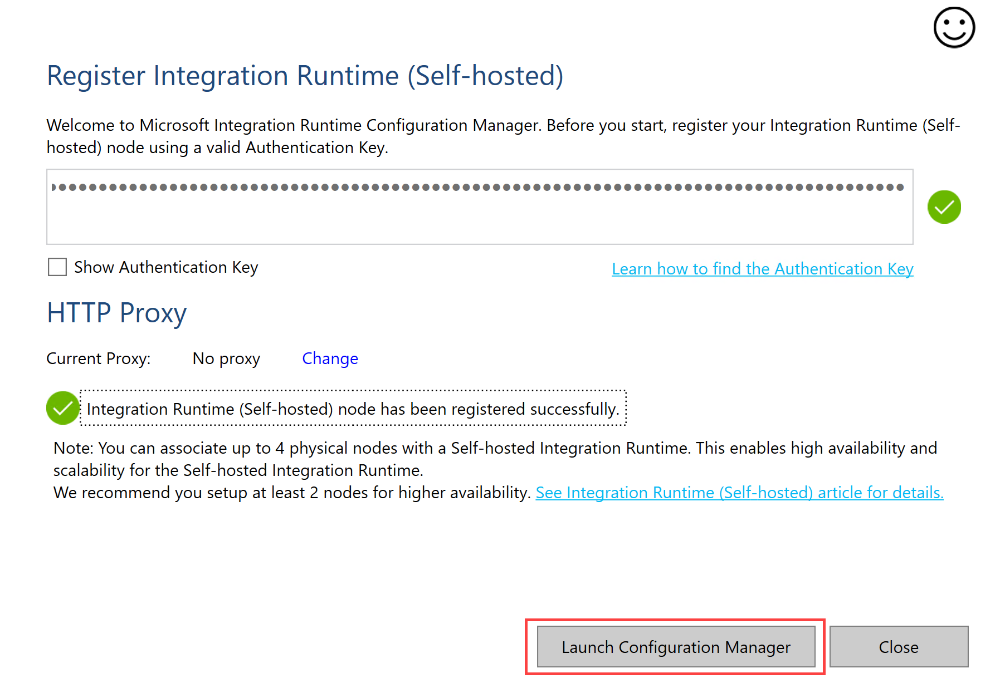 Register Integration Runtime (Self-hosted)
Welcome to Microsoft Integration Runtime Configuration Manager. Before you start, register your Integration Runtime (Self-
hosted) node using a valid Authentication Key.
Show Authentication Key
Learn how to find the Authentication Key
HTTP Proxy
Current Proxy: No proxy Change
Integration Runtime (Self-hosted) node has been registered successfully.
Note: You can associate up to 4 physical nodes with a Self-hosted Integration Runtime. This enables high availability and
scalability for the Self-hosted Integration Runtime.
We recommend you setup at least 2 nodes for higher availability. See Integration Runtime (Self-hosted) article for details.
Launch Configuration Manager
Close